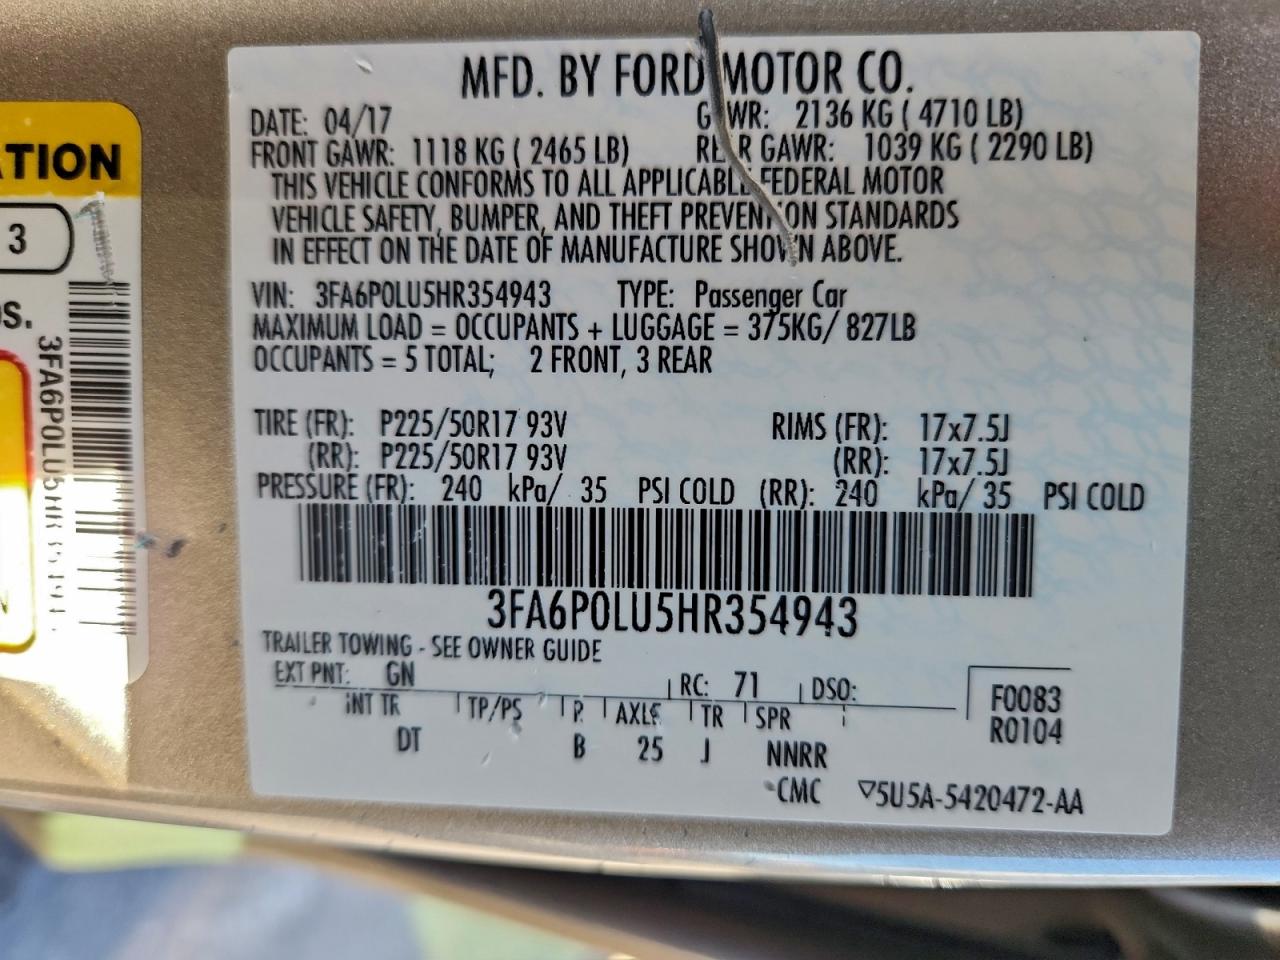 MFD. BY FORD MOTOR CO.
DATE: 04/17 GVWR: 2136 KG ( 4710 LB)
FRONT GAWR: 1118 KG ( 2465 LB) REAR GAWR: 1039 KG ( 2290 LB)
THIS VEHICLE CONFORMS TO ALL APPLICABLE FEDERAL MOTOR
VEHICLE SAFETY, BUMPER, AND THEFT PREVENTION STANDARDS
IN EFFECT ON THE DATE OF MANUFACTURE SHOWN ABOVE.
VIN: 3FA6P0LU5HR354943 TYPE: Passenger Car
MAXIMUM LOAD = OCCUPANTS + LUGGAGE = 375KG/ 827LB
OCCUPANTS = 5 TOTAL; 2 FRONT, 3 REAR
TIRE (FR): P225/50R17 93V RIMS (FR): 17x7.5J
(RR): P225/50R17 93V (RR): 17x7.5J
PRESSURE (FR): 240 kPa/ 35 PSI COLD (RR): 240 kPa/ 35 PSI COLD
3FA6P0LU5HR354943
TRAILER TOWING - SEE OWNER GUIDE
EXT PNT: GN RC: 71 DSO:
INT TR TP/PS R AXLE TR SPR
DT B 25 J NNRR
F0083
R0104
CMC ▽5U5A-5420472-AA
ATION
3
S.
3FA6P0LU5HR35494